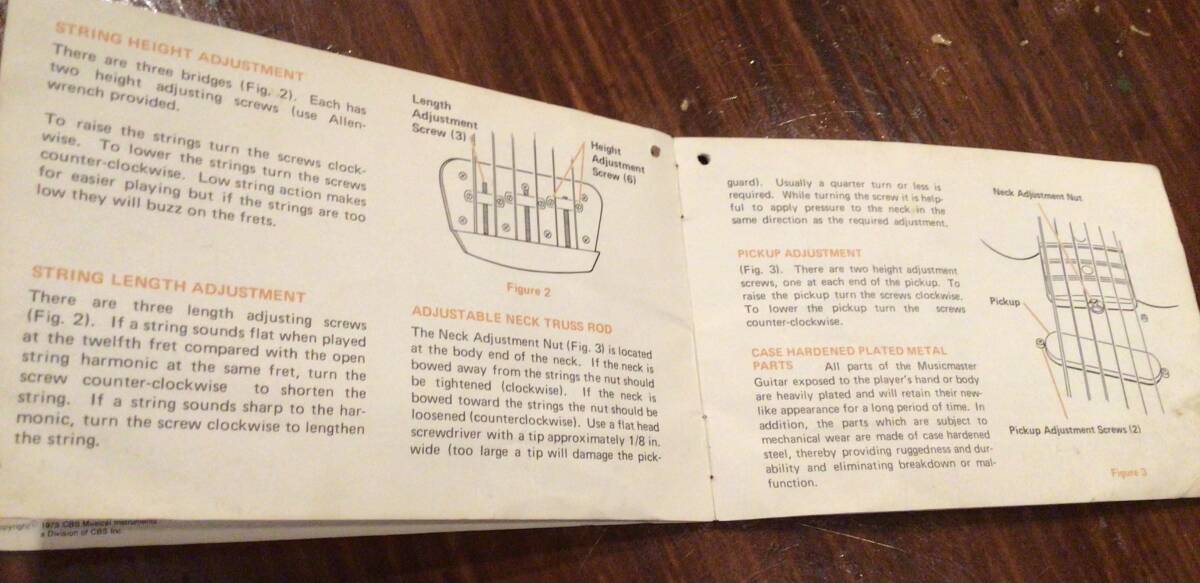 STRING HEIGHT ADJUSTMENT
There are three bridges (Fig. 2). Each has
two height adjusting screws (use Allen-
wrench provided.
To raise the strings turn the screws clock-
wise. To lower the strings turn the screws
counter-clockwise. Low string action makes
for easier playing but if the strings are too
low they will buzz on the frets.
STRING LENGTH ADJUSTMENT
There are three length adjusting screws
(Fig. 2). If a string sounds flat when played
at the twelfth fret compared with the open
string harmonic at the same fret, turn the
screw counter-clockwise to shorten the
string. If a string sounds sharp to the har-
monic, turn the screw clockwise to lengthen
the string.
1975 CBS Musical Instruments
a Division of CBS Inc.
Length
Adjustment
Screw (3)
Height
Adjustment
Screw (6)
Figure 2
ADJUSTABLE NECK TRUSS ROD
The Neck Adjustment Nut (Fig. 3) is located
at the body end of the neck. If the neck is
bowed away from the strings the nut should
be tightened (clockwise). If the neck is
bowed toward the strings the nut should be
loosened (counterclockwise). Use a flat head
screwdriver with a tip approximately 1/8 in.
wide (too large a tip will damage the pick-
guard). Usually a quarter turn or less is
required. While turning the screw it is help-
ful to apply pressure to the neck in the
same direction as the required adjustment.
PICKUP ADJUSTMENT
(Fig. 3). There are two height adjustment
screws, one at each end of the pickup. To
raise the pickup turn the screws clockwise.
To lower the pickup turn the screws
counter-clockwise.
CASE HARDENED PLATED METAL
PARTS All parts of the Musicmaster
Guitar exposed to the player's hand or body
are heavily plated and will retain their new-
like appearance for a long period of time. In
addition, the parts which are subject to
mechanical wear are made of case hardened
steel, thereby providing ruggedness and dur-
ability and eliminating breakdown or mal-
function.
Neck Adjustment Nut
Pickup
Pickup Adjustment Screws (2)
Figure 3